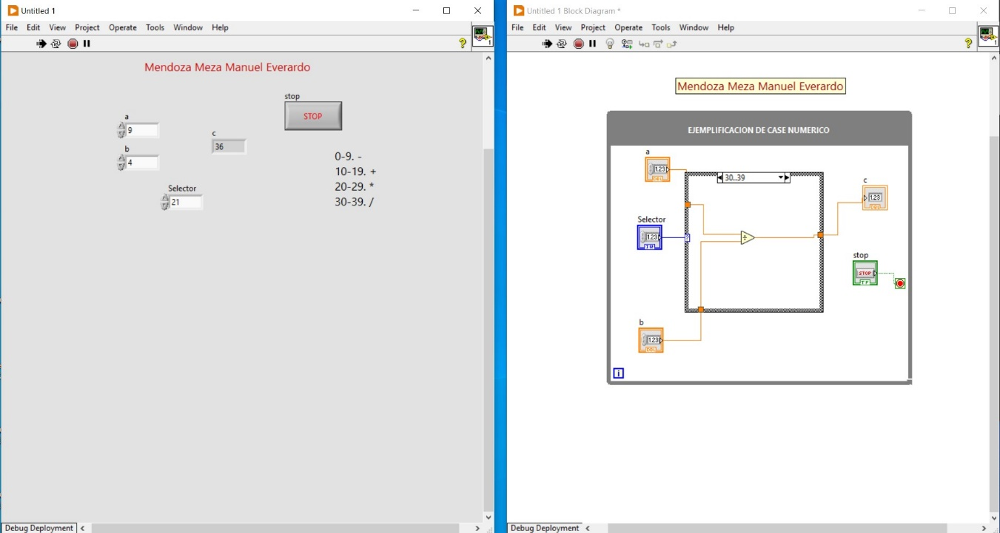 Untitled 1
File Edit View Project Operate Tools Window Help
1
Mendoza Meza Manuel Everardo
stop
STOP
a
9
c
36
b
4
Selector
21
0-9. -
10-19. +
20-29. *
30-39. /
Debug Deployment
Untitled 1 Block Diagram *
File Edit View Project Operate Tools Window Help
1
Mendoza Meza Manuel Everardo
EJEMPLIFICACION DE CASE NUMERICO
a
1.23
DBL
30..39
c
1.23
DBL
Selector
1.23
stop
STOP
TF
b
1.23
DBL
i
Debug Deployment